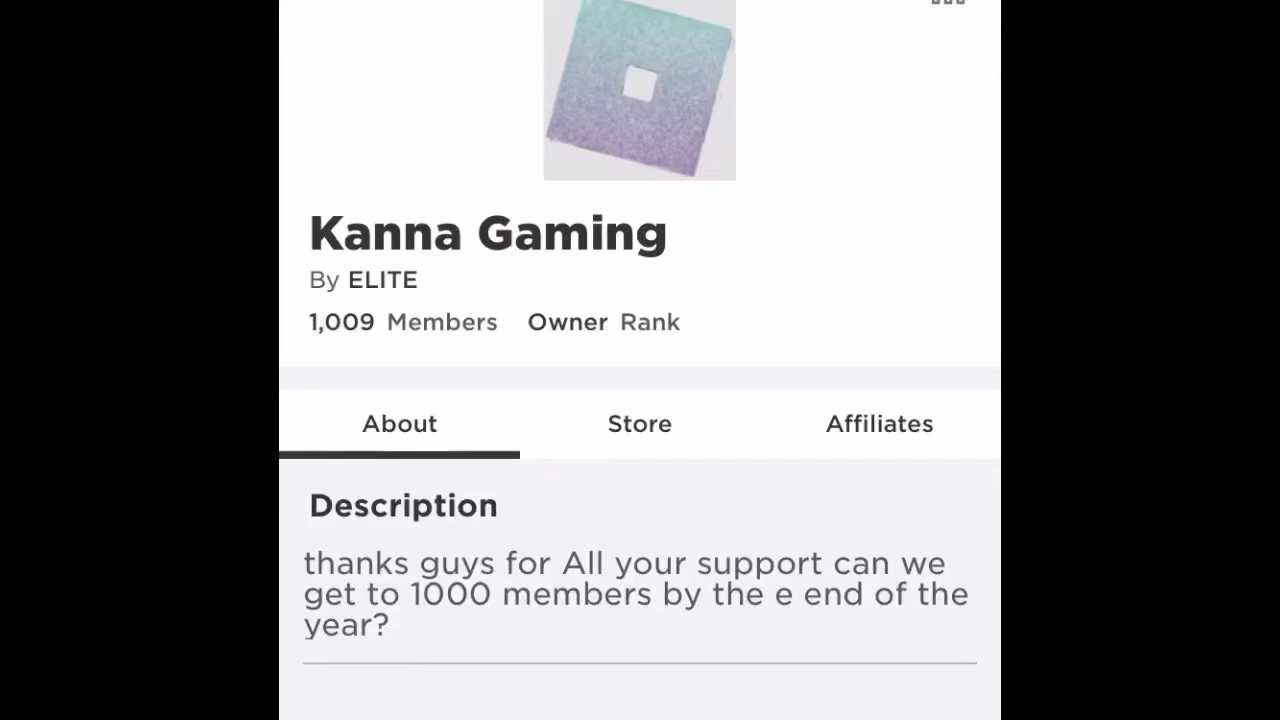 Kanna Gaming
By ELITE
1,009 Members Owner Rank
About Store Affiliates
Description
thanks guys for All your support can we
get to 1000 members by the e end of the
year?